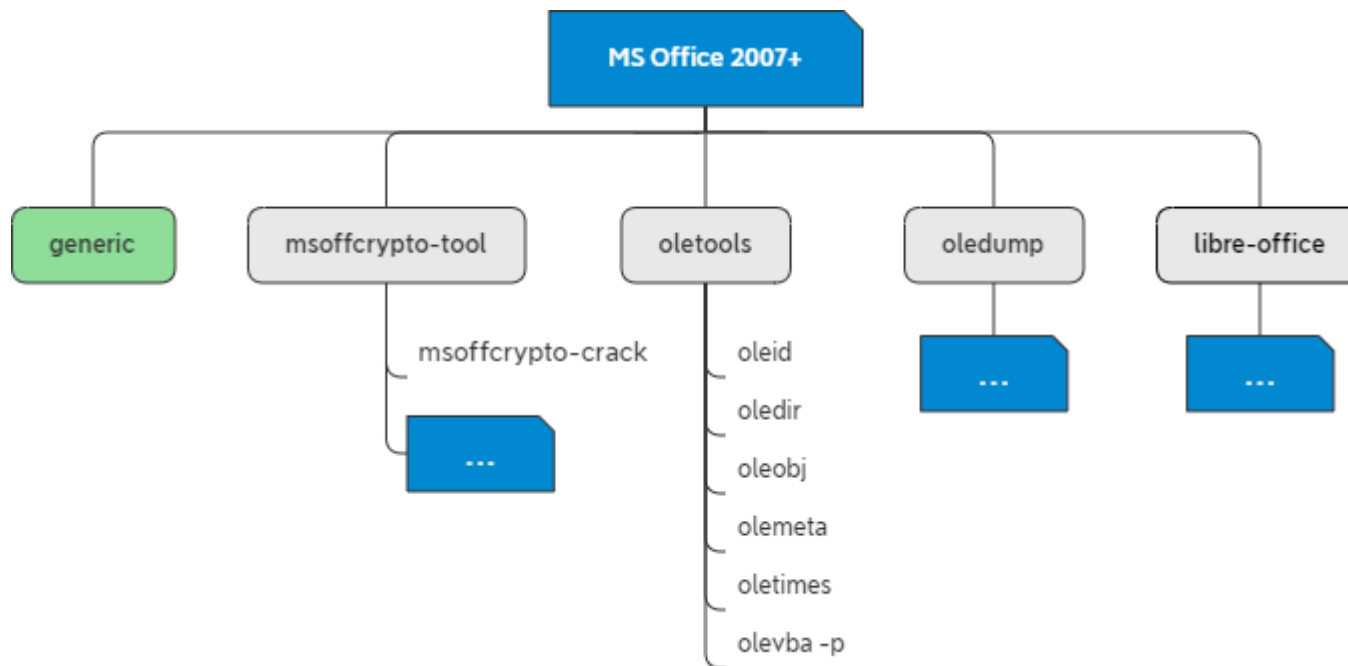 MS Office 2007+
generic
msoffcrypto-tool
oletools
oledump
libre-office
msoffcrypto-crack
...
oleid
oledir
oleobj
olemeta
oletimes
olevba -p
...
...